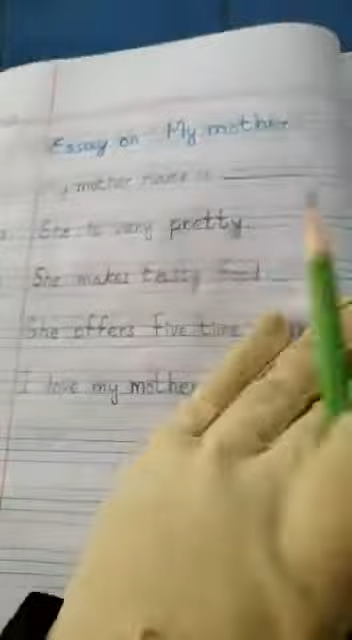 Essay on My mother
mother name is
She is very pretty.
She makes tasty food
She offers five time
I love my mother